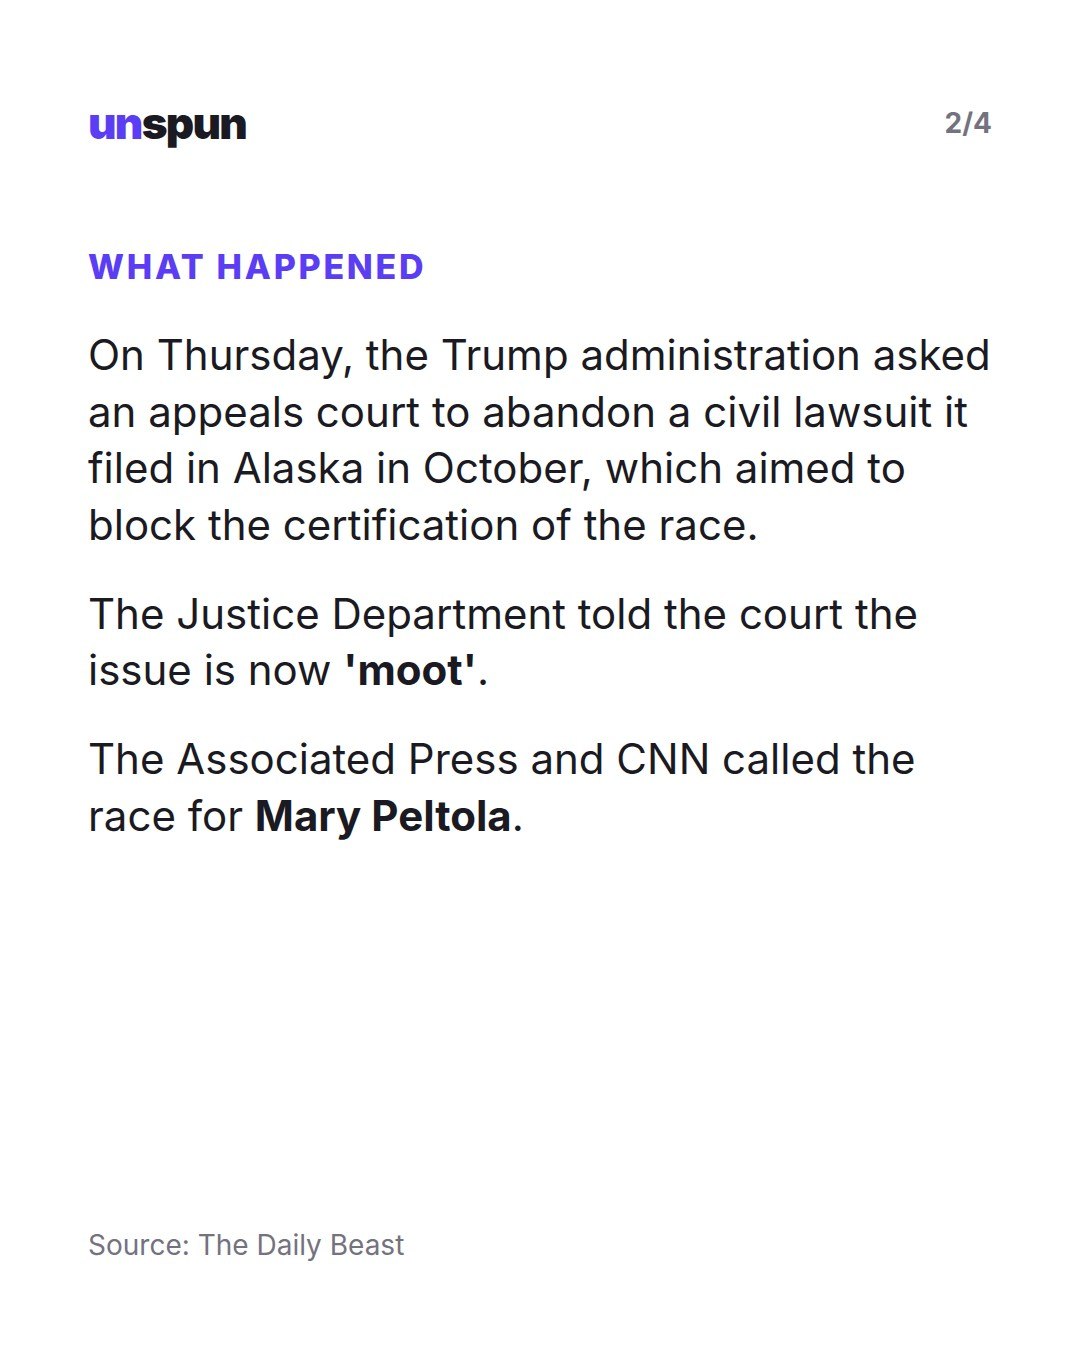 unspun
2/4
WHAT HAPPENED
On Thursday, the Trump administration asked
an appeals court to abandon a civil lawsuit it
filed in Alaska in October, which aimed to
block the certification of the race.
The Justice Department told the court the
issue is now 'moot'.
The Associated Press and CNN called the
race for Mary Peltola.
Source: The Daily Beast